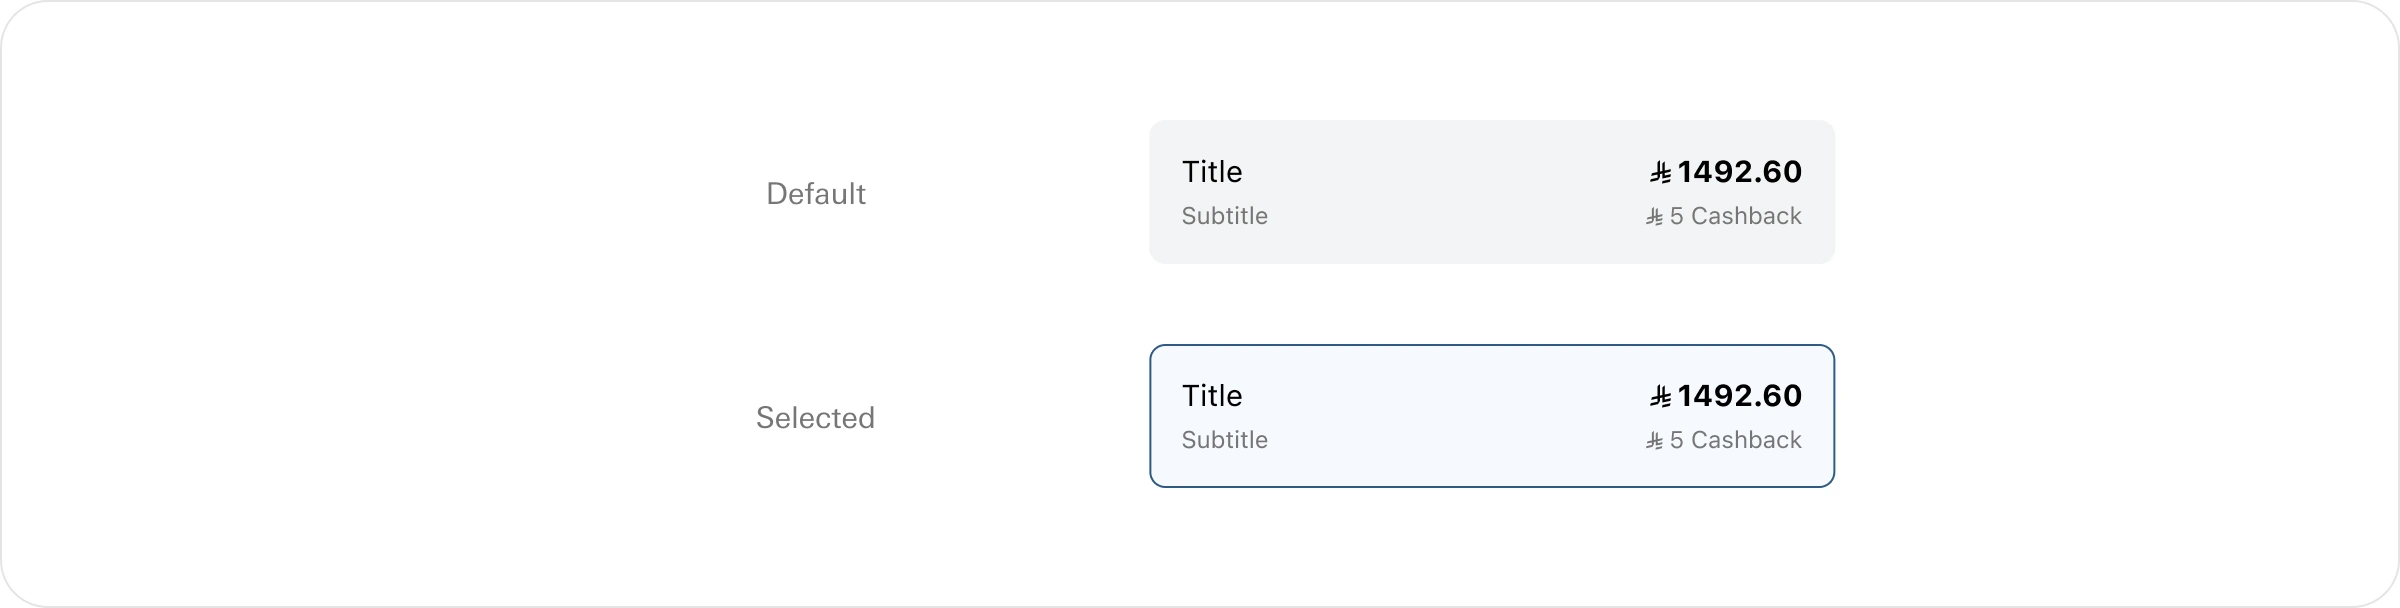 Default
Title
⃁ 1492.60
Subtitle
⃁ 5 Cashback
Selected
Title
⃁ 1492.60
Subtitle
⃁ 5 Cashback